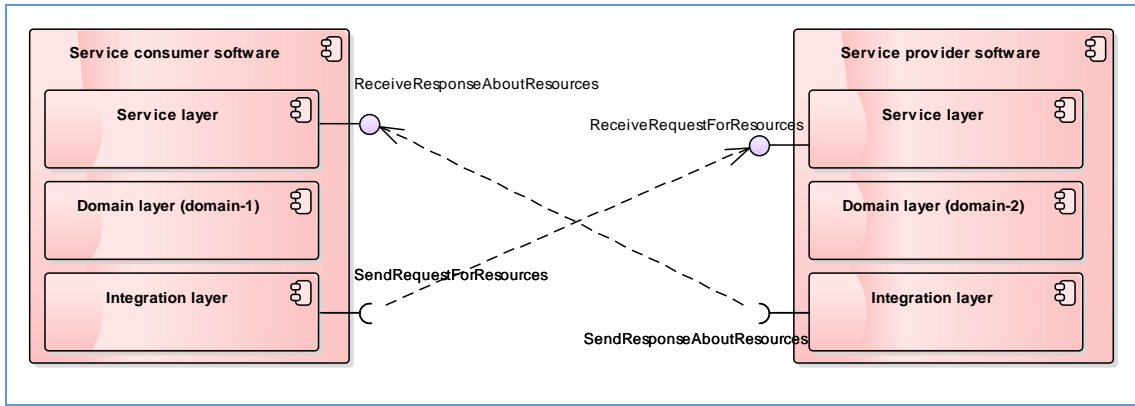 Service consumer software
Service provider software
ReceiveResponseAboutResources
Service layer
ReceiveRequestForResources
Service layer
Domain layer (domain-1)
Domain layer (domain-2)
SendRequestForResources
Integration layer
Integration layer
SendResponseAboutResources